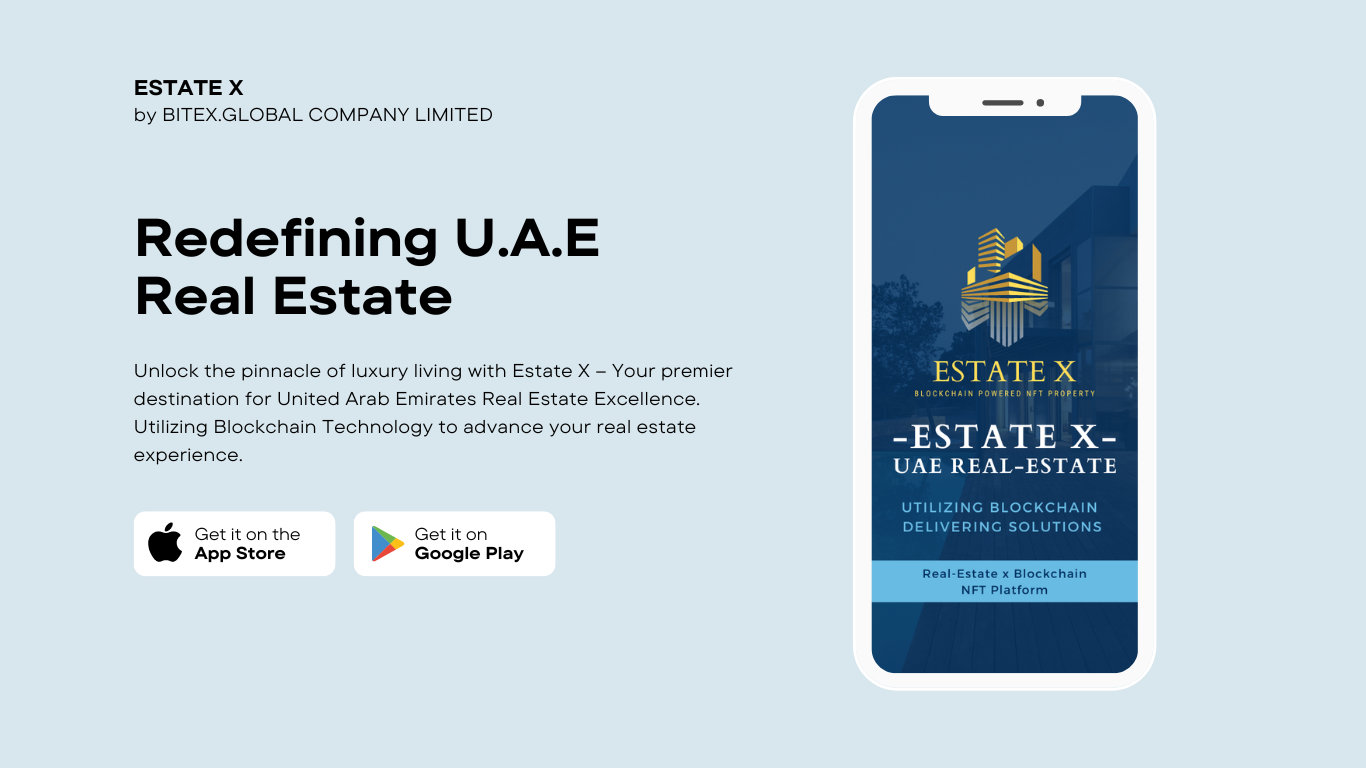 ESTATE X
by BITEX.GLOBAL COMPANY LIMITED
Redefining U.A.E
Real Estate
Unlock the pinnacle of luxury living with Estate X – Your premier
destination for United Arab Emirates Real Estate Excellence.
Utilizing Blockchain Technology to advance your real estate
experience.
Get it on the
App Store
Get it on
Google Play
ESTATE X
BLOCKCHAIN POWERED NFT PROPERTY
-ESTATE X-
UAE REAL-ESTATE
UTILIZING BLOCKCHAIN
DELIVERING SOLUTIONS
Real-Estate x Blockchain
NFT Platform